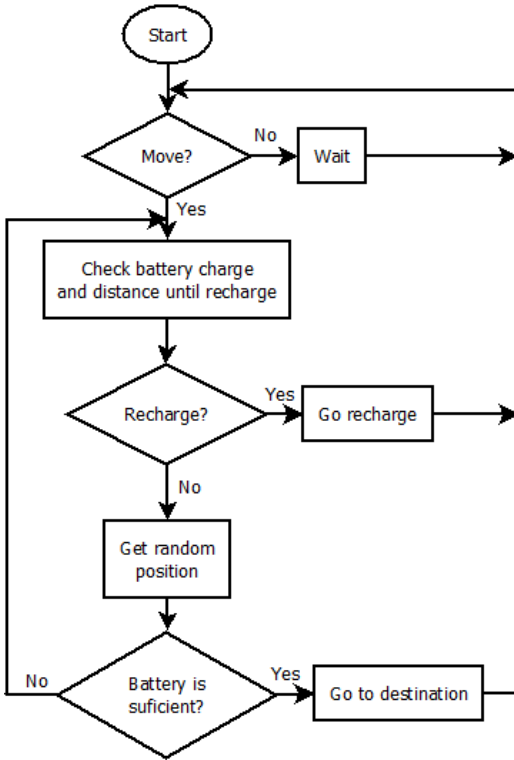 Start
Move?
No
Wait
Yes
Check battery charge
and distance until recharge
Recharge?
Yes
Go recharge
No
Get random
position
Battery is
suficient?
No
Yes
Go to destination